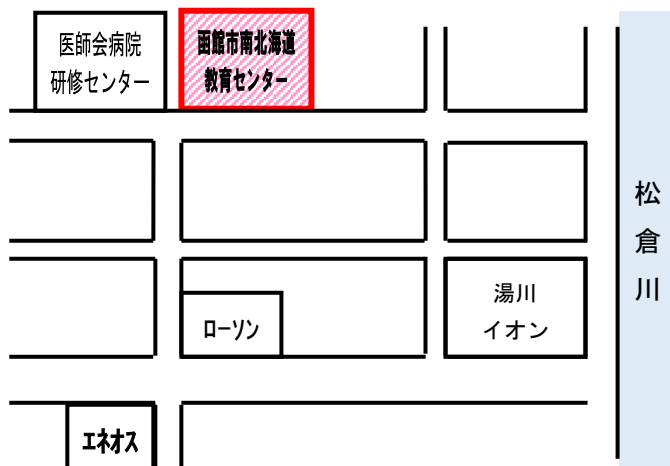 医師会病院
研修センター
函館市南北海道
教育センター
松倉川
湯川
イオン
ローソン
エネオス